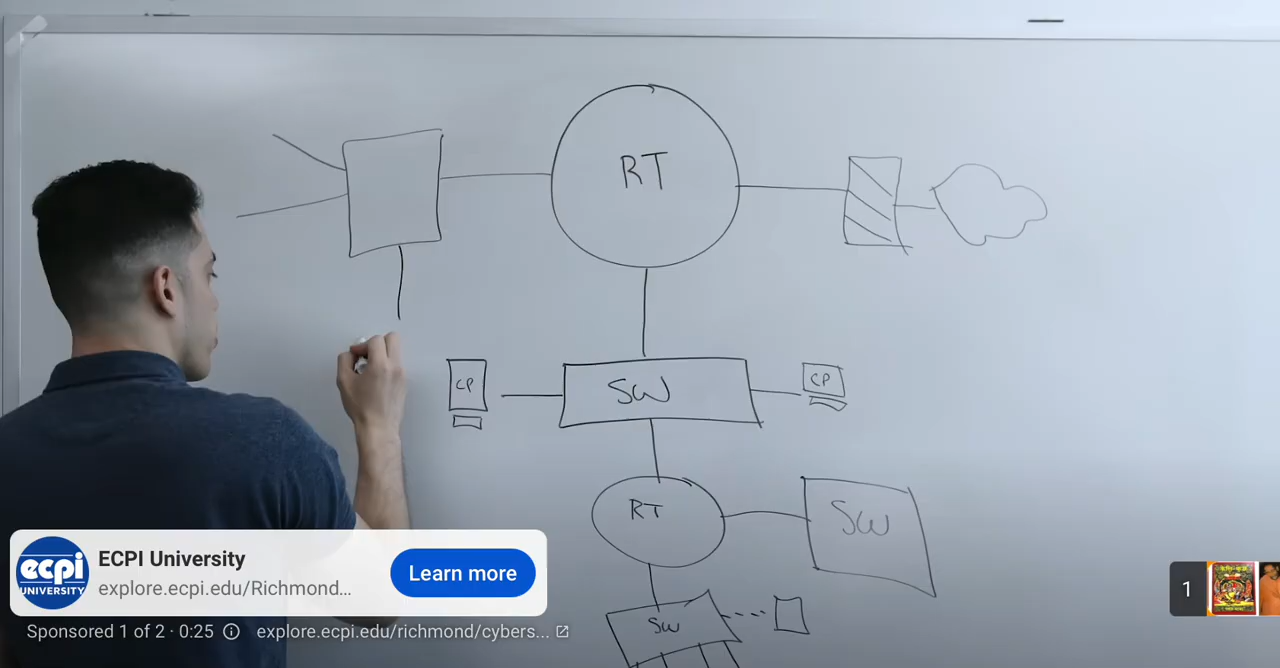 RT
CP
SW
CP
RT
SW
SW
ecpi
UNIVERSITY
ECPI University
explore.ecpi.edu/Richmond...
Learn more
Sponsored 1 of 2 · 0:25
explore.ecpi.edu/richmond/cybers...
1